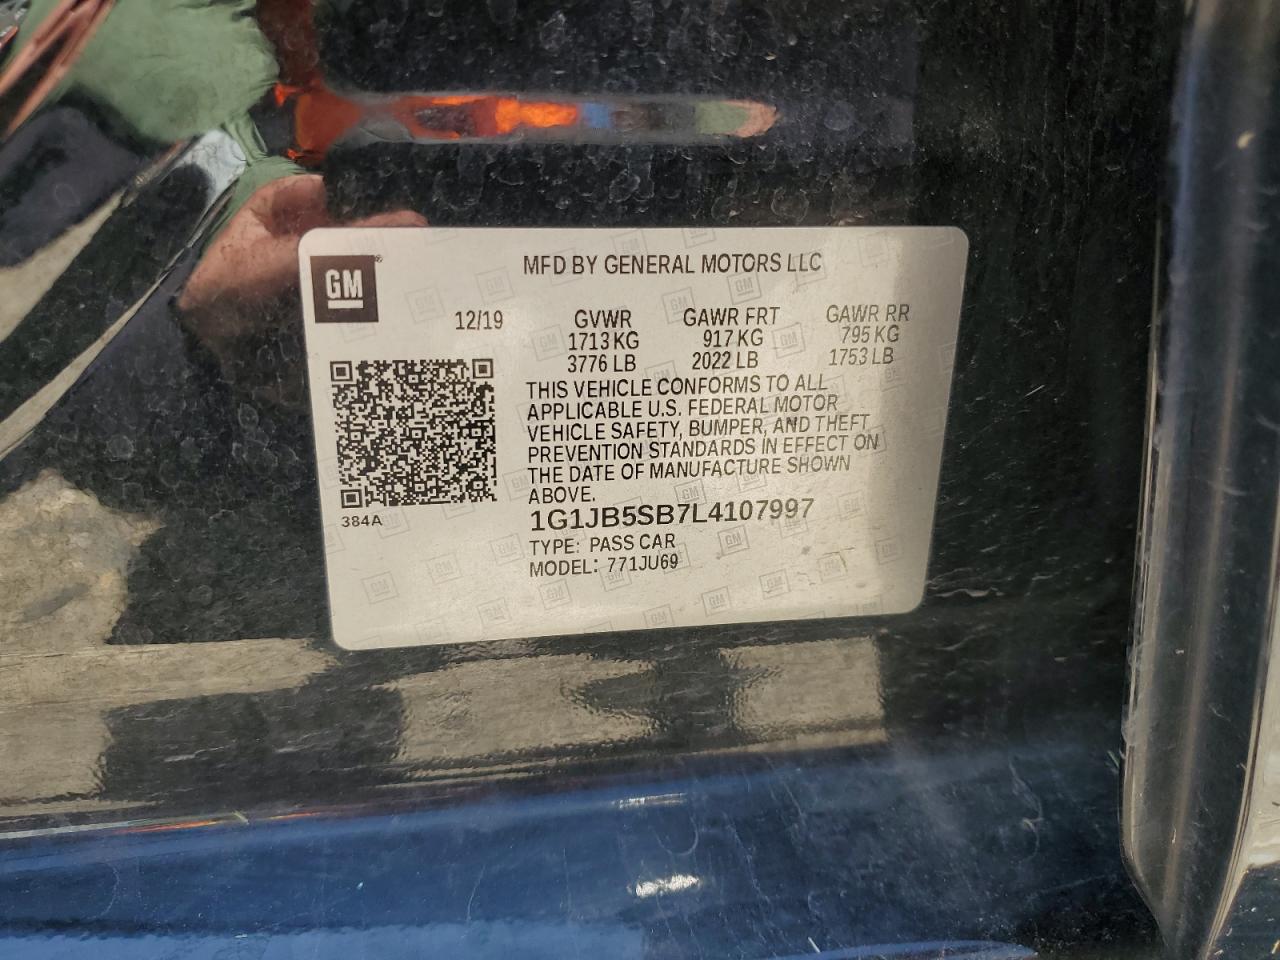 GM
MFD BY GENERAL MOTORS LLC
12/19 GVWR GAWR FRT GAWR RR
1713 KG 917 KG 795 KG
3776 LB 2022 LB 1753 LB
THIS VEHICLE CONFORMS TO ALL
APPLICABLE U.S. FEDERAL MOTOR
VEHICLE SAFETY, BUMPER, AND THEFT
PREVENTION STANDARDS IN EFFECT ON
THE DATE OF MANUFACTURE SHOWN
ABOVE.
384A
1G1JB5SB7L4107997
TYPE: PASS CAR
MODEL: 771JU69